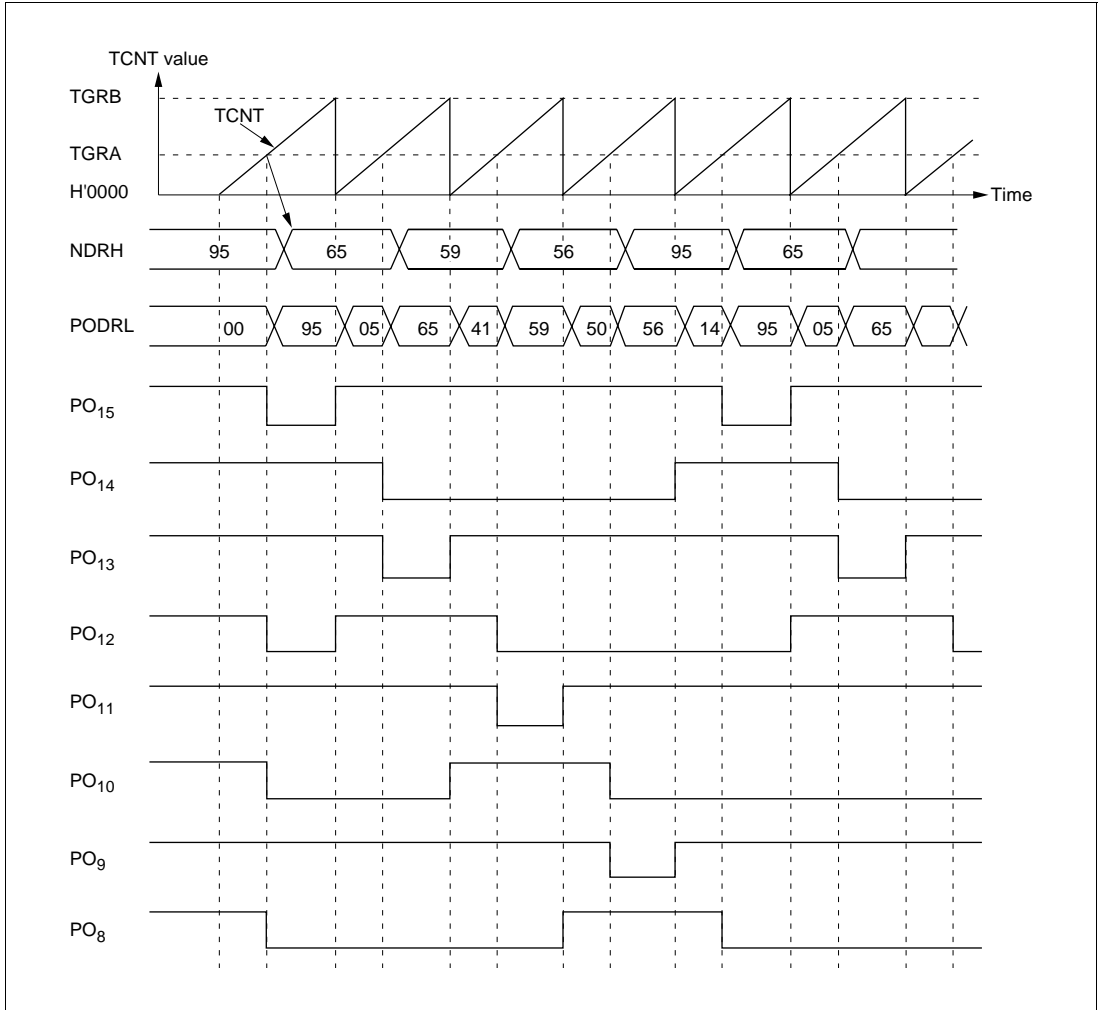 TCNT value
TGRB
TCNT
TGRA
H'0000
Time
NDRH 95 65 59 56 95 65
PODRL 00 95 05 65 41 59 50 56 14 95 05 65
PO15
PO14
PO13
PO12
PO11
PO10
PO9
PO8